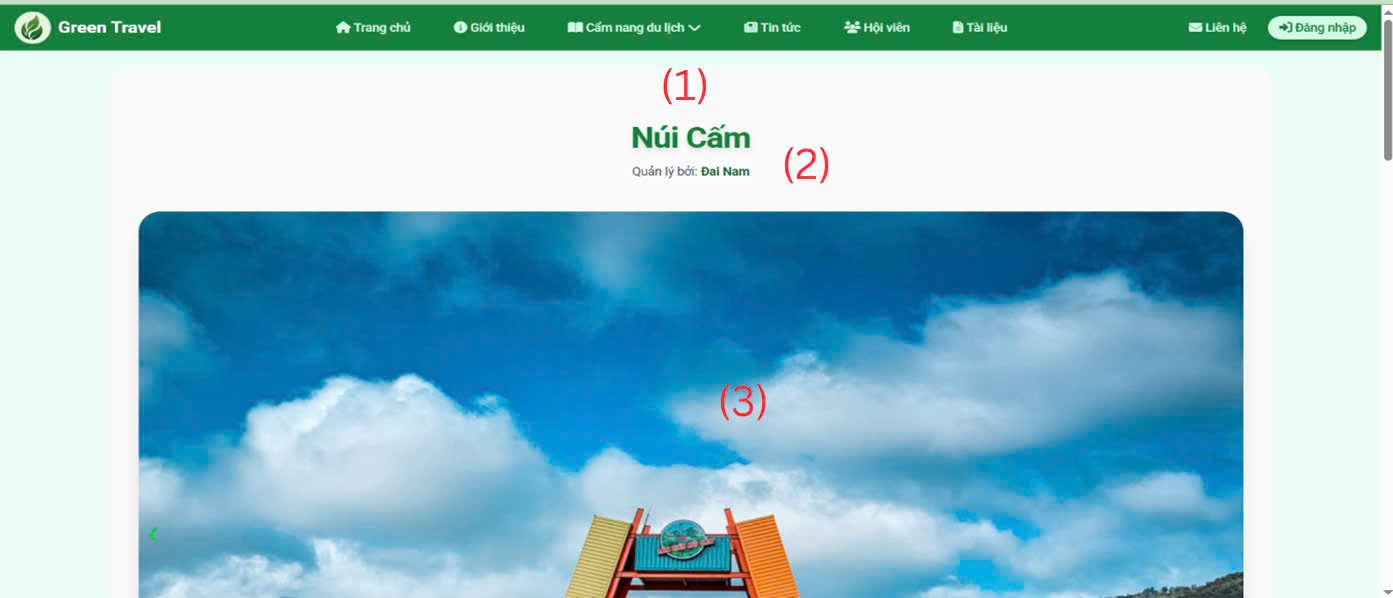 Green Travel
Trang chủ
Giới thiệu
Cẩm nang du lịch
Tin tức
Hội viên
Tài liệu
Liên hệ
Đăng nhập
(1)
Núi Cấm
Quản lý bởi: Đai Nam
(2)
(3)